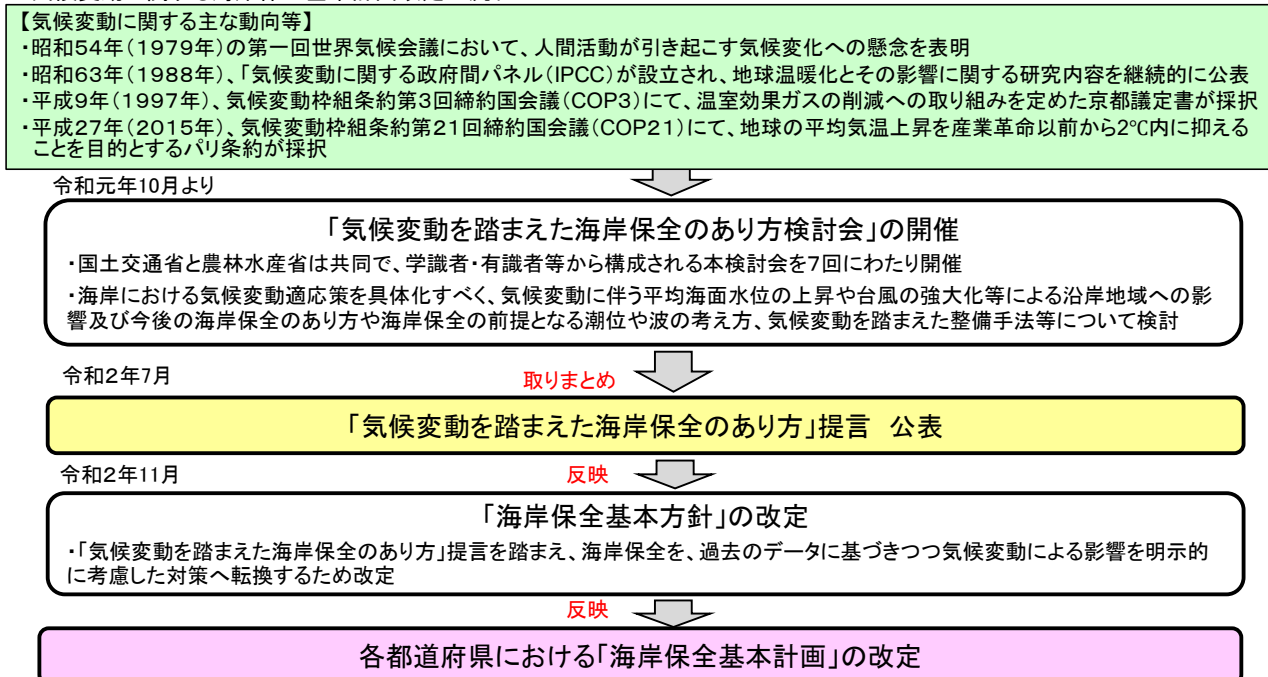 【気候変動に関する主な動向等】
・昭和54年(1979年)の第一回世界気候会議において、人間活動が引き起こす気候変化への懸念を表明
・昭和63年(1988年)、「気候変動に関する政府間パネル(IPCC)が設立され、地球温暖化とその影響に関する研究内容を継続的に公表
・平成9年(1997年)、気候変動枠組条約第3回締約国会議(COP3)にて、温室効果ガスの削減への取り組みを定めた京都議定書が採択
・平成27年(2015年)、気候変動枠組条約第21回締約国会議(COP21)にて、地球の平均気温上昇を産業革命以前から2℃内に抑える
ことを目的とするパリ条約が採択
令和元年10月より
「気候変動を踏まえた海岸保全のあり方検討会」の開催
・国土交通省と農林水産省は共同で、学識者・有識者等から構成される本検討会を7回にわたり開催
・海岸における気候変動適応策を具体化すべく、気候変動に伴う平均海面水位の上昇や台風の強大化等による沿岸地域への影
響及び今後の海岸保全のあり方や海岸保全の前提となる潮位や波の考え方、気候変動を踏まえた整備手法等について検討
令和2年7月
取りまとめ
「気候変動を踏まえた海岸保全のあり方」提言 公表
令和2年11月
反映
「海岸保全基本方針」の改定
・「気候変動を踏まえた海岸保全のあり方」提言を踏まえ、海岸保全を、過去のデータに基づきつつ気候変動による影響を明示的
に考慮した対策へ転換するため改定
反映
各都道府県における「海岸保全基本計画」の改定